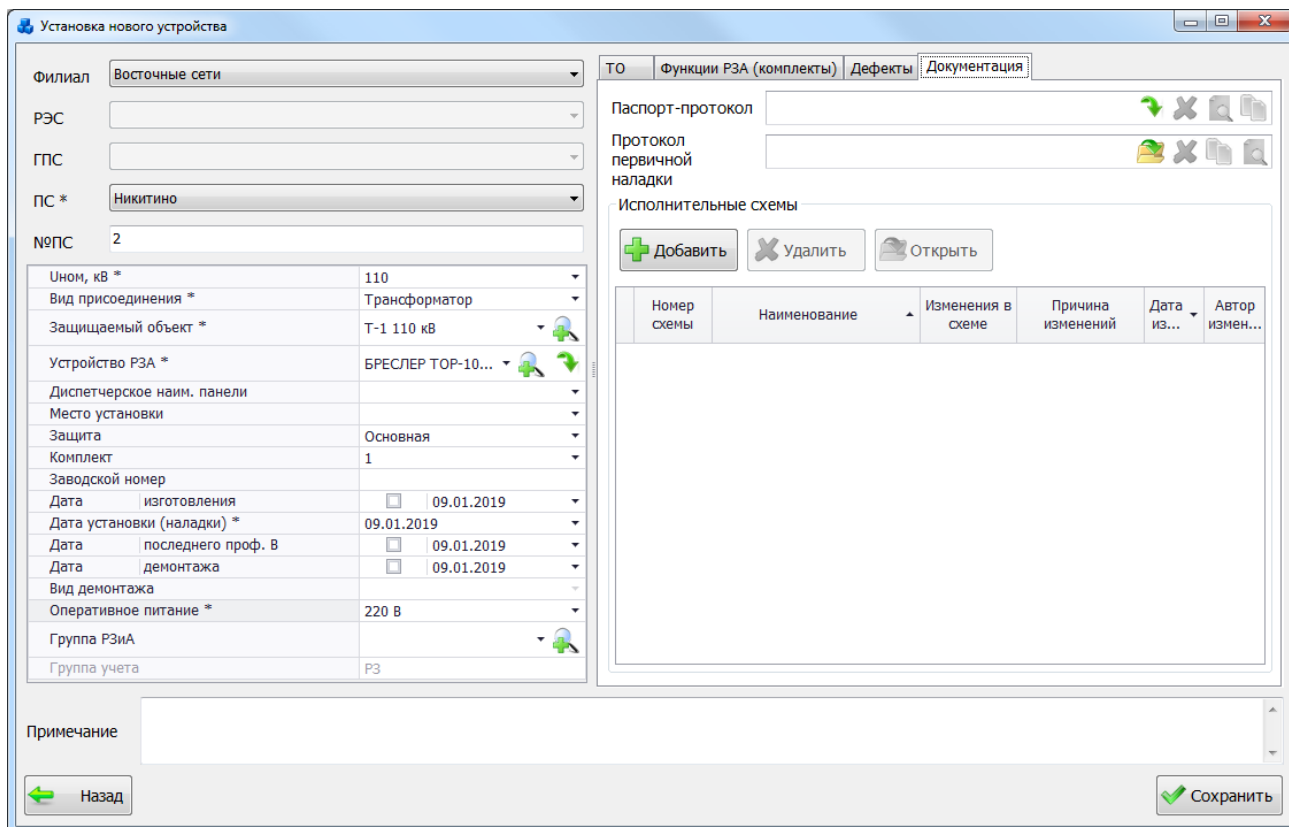 Установка нового устройства
Филиал Восточные сети
РЭС
ГПС
ПС * Никитино
№ПС 2
Uном, кВ * 110
Вид присоединения * Трансформатор
Защищаемый объект * Т-1 110 кВ
Устройство РЗА * БРЕСЛЕР ТОР-10...
Диспетчерское наим. панели
Место установки
Защита Основная
Комплект 1
Заводской номер
Дата изготовления 09.01.2019
Дата установки (наладки) * 09.01.2019
Дата последнего проф. В 09.01.2019
Дата демонтажа 09.01.2019
Вид демонтажа
Оперативное питание * 220 В
Группа РЗиА
Группа учета РЗ
ТО Функции РЗА (комплекты) Дефекты Документация
Паспорт-протокол
Протокол
первичной
наладки
Исполнительные схемы
Добавить Удалить Открыть
Номер схемы Наименование Изменения в схеме Причина изменений Дата из... Автор измен...
Примечание
Назад Сохранить